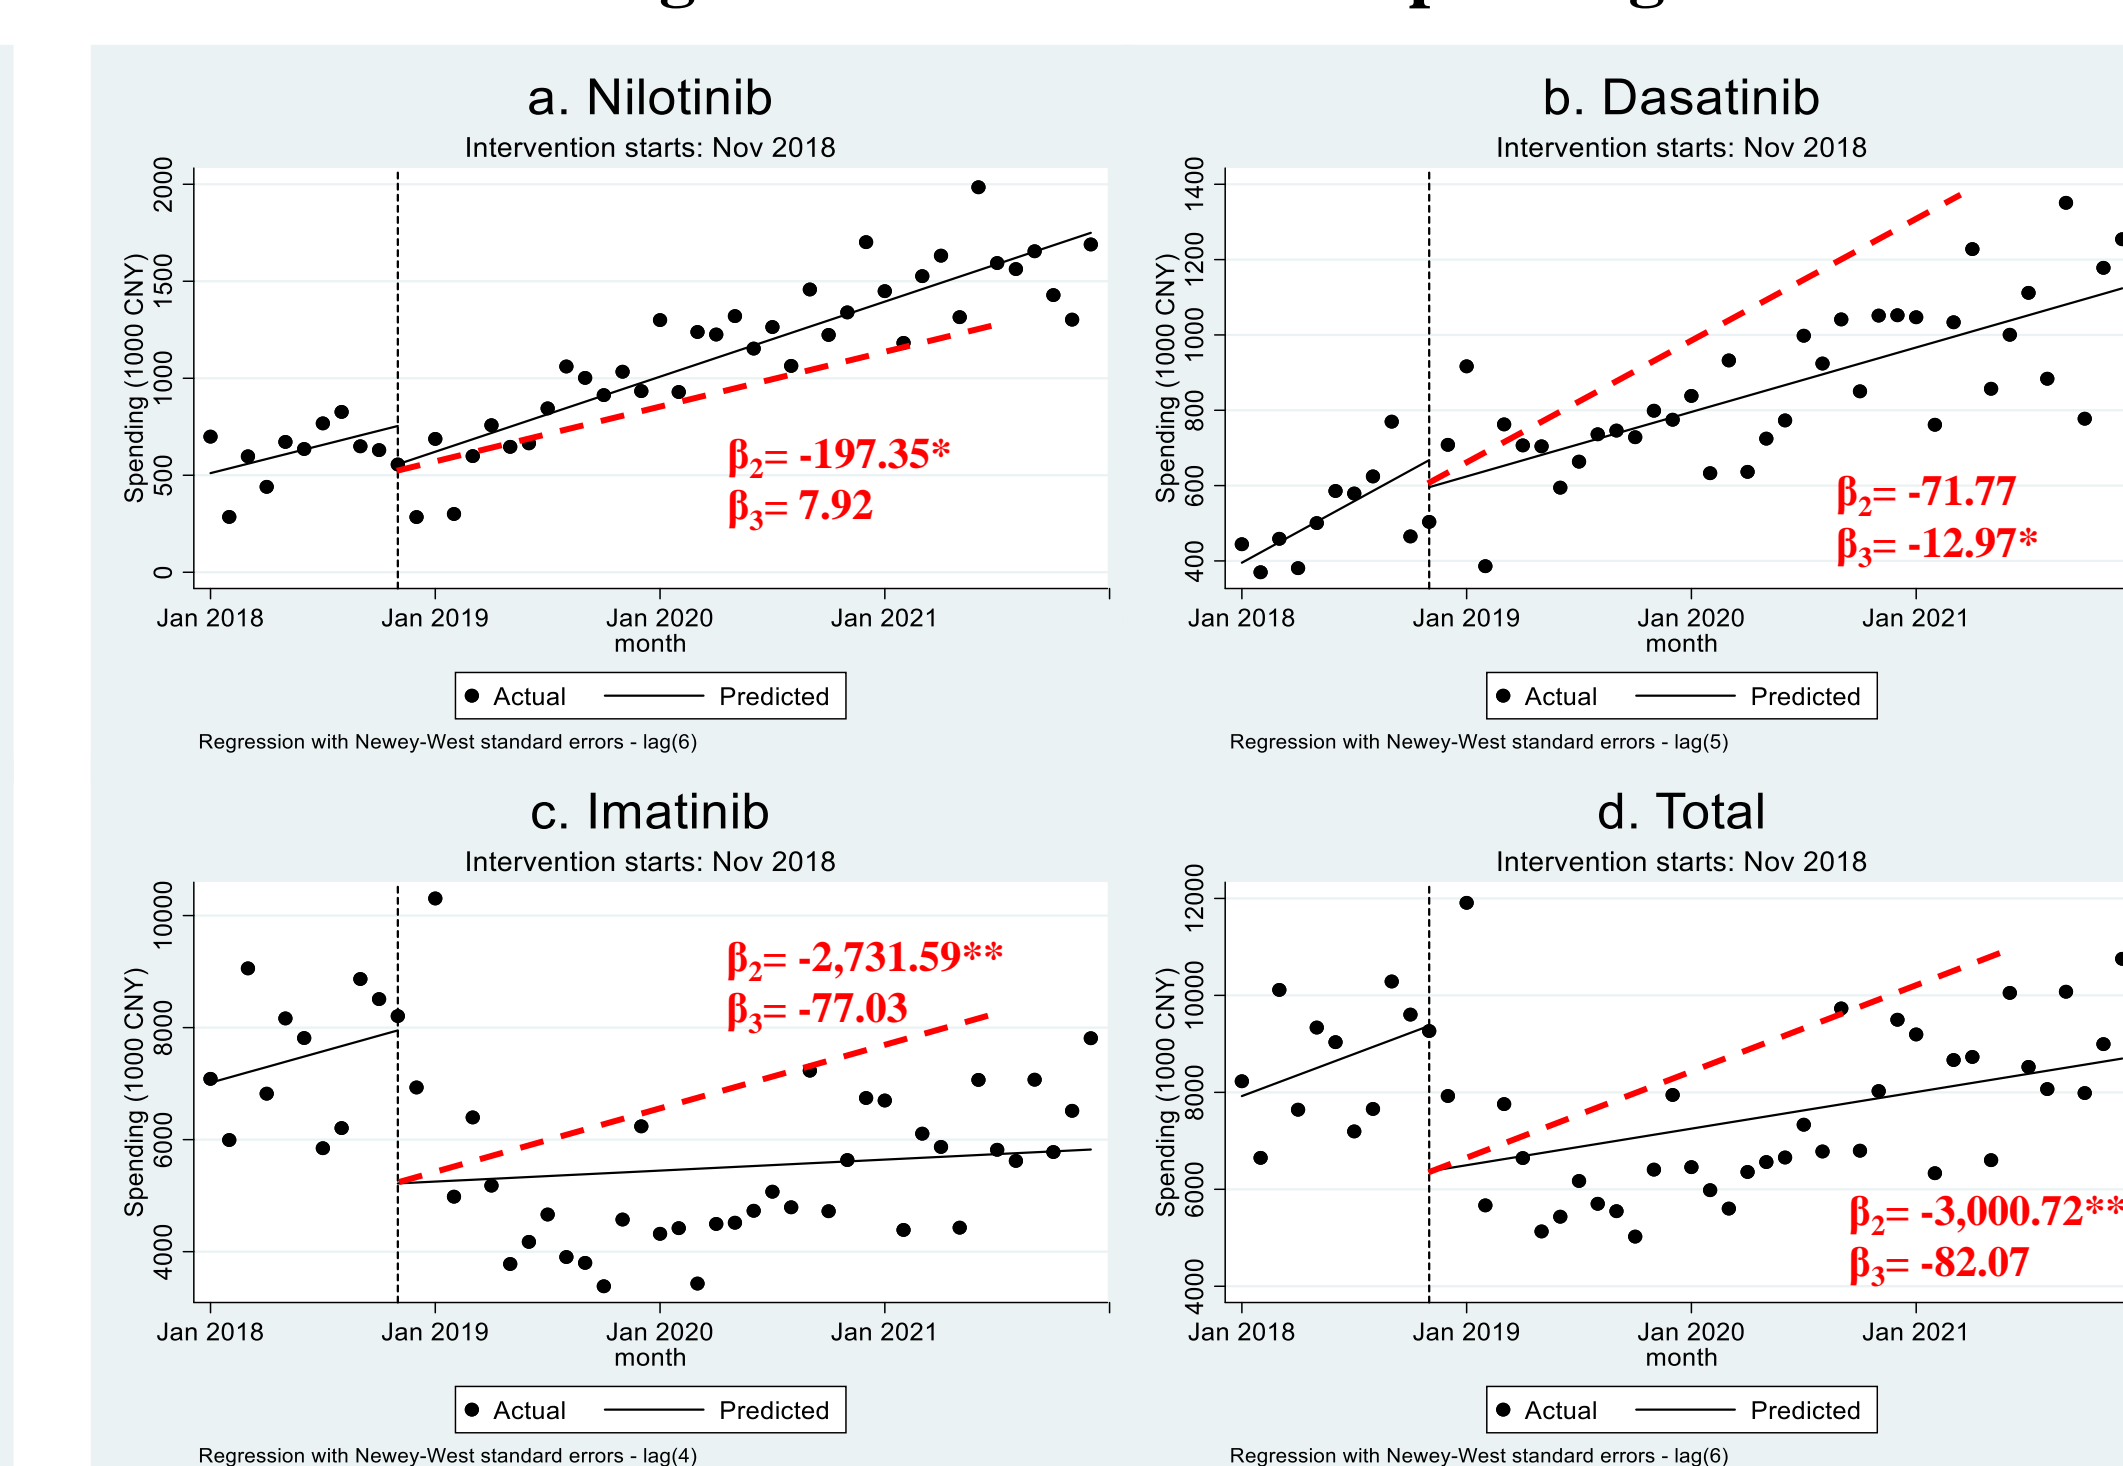 a. Nilotinib
Intervention starts: Nov 2018
Spending (1000 CNY)
2000
1500
1000
500
0
β2= -197.35*
β3= 7.92
Jan 2018
Jan 2019
Jan 2020
Jan 2021
month
Actual
Predicted
Regression with Newey-West standard errors - lag(6)
b. Dasatinib
Intervention starts: Nov 2018
Spending (1000 CNY)
1400
1200
1000
800
600
400
β2= -71.77
β3= -12.97*
Jan 2018
Jan 2019
Jan 2020
Jan 2021
month
Actual
Predicted
Regression with Newey-West standard errors - lag(5)
c. Imatinib
Intervention starts: Nov 2018
Spending (1000 CNY)
10000
8000
6000
4000
β2= -2,731.59**
β3= -77.03
Jan 2018
Jan 2019
Jan 2020
Jan 2021
month
Actual
Predicted
Regression with Newey-West standard errors - lag(4)
d. Total
Intervention starts: Nov 2018
Spending (1000 CNY)
12000
10000
8000
6000
4000
β2= -3,000.72**
β3= -82.07
Jan 2018
Jan 2019
Jan 2020
Jan 2021
month
Actual
Predicted
Regression with Newey-West standard errors - lag(6)